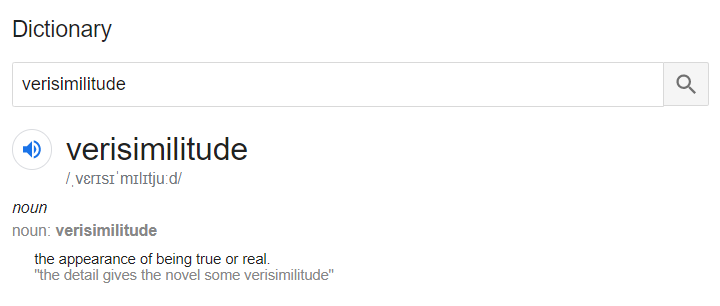 Dictionary
verisimilitude
verisimilitude
/ˌvɛrɪsɪˈmɪlɪtjuːd/
noun
noun: verisimilitude
the appearance of being true or real.
"the detail gives the novel some verisimilitude"